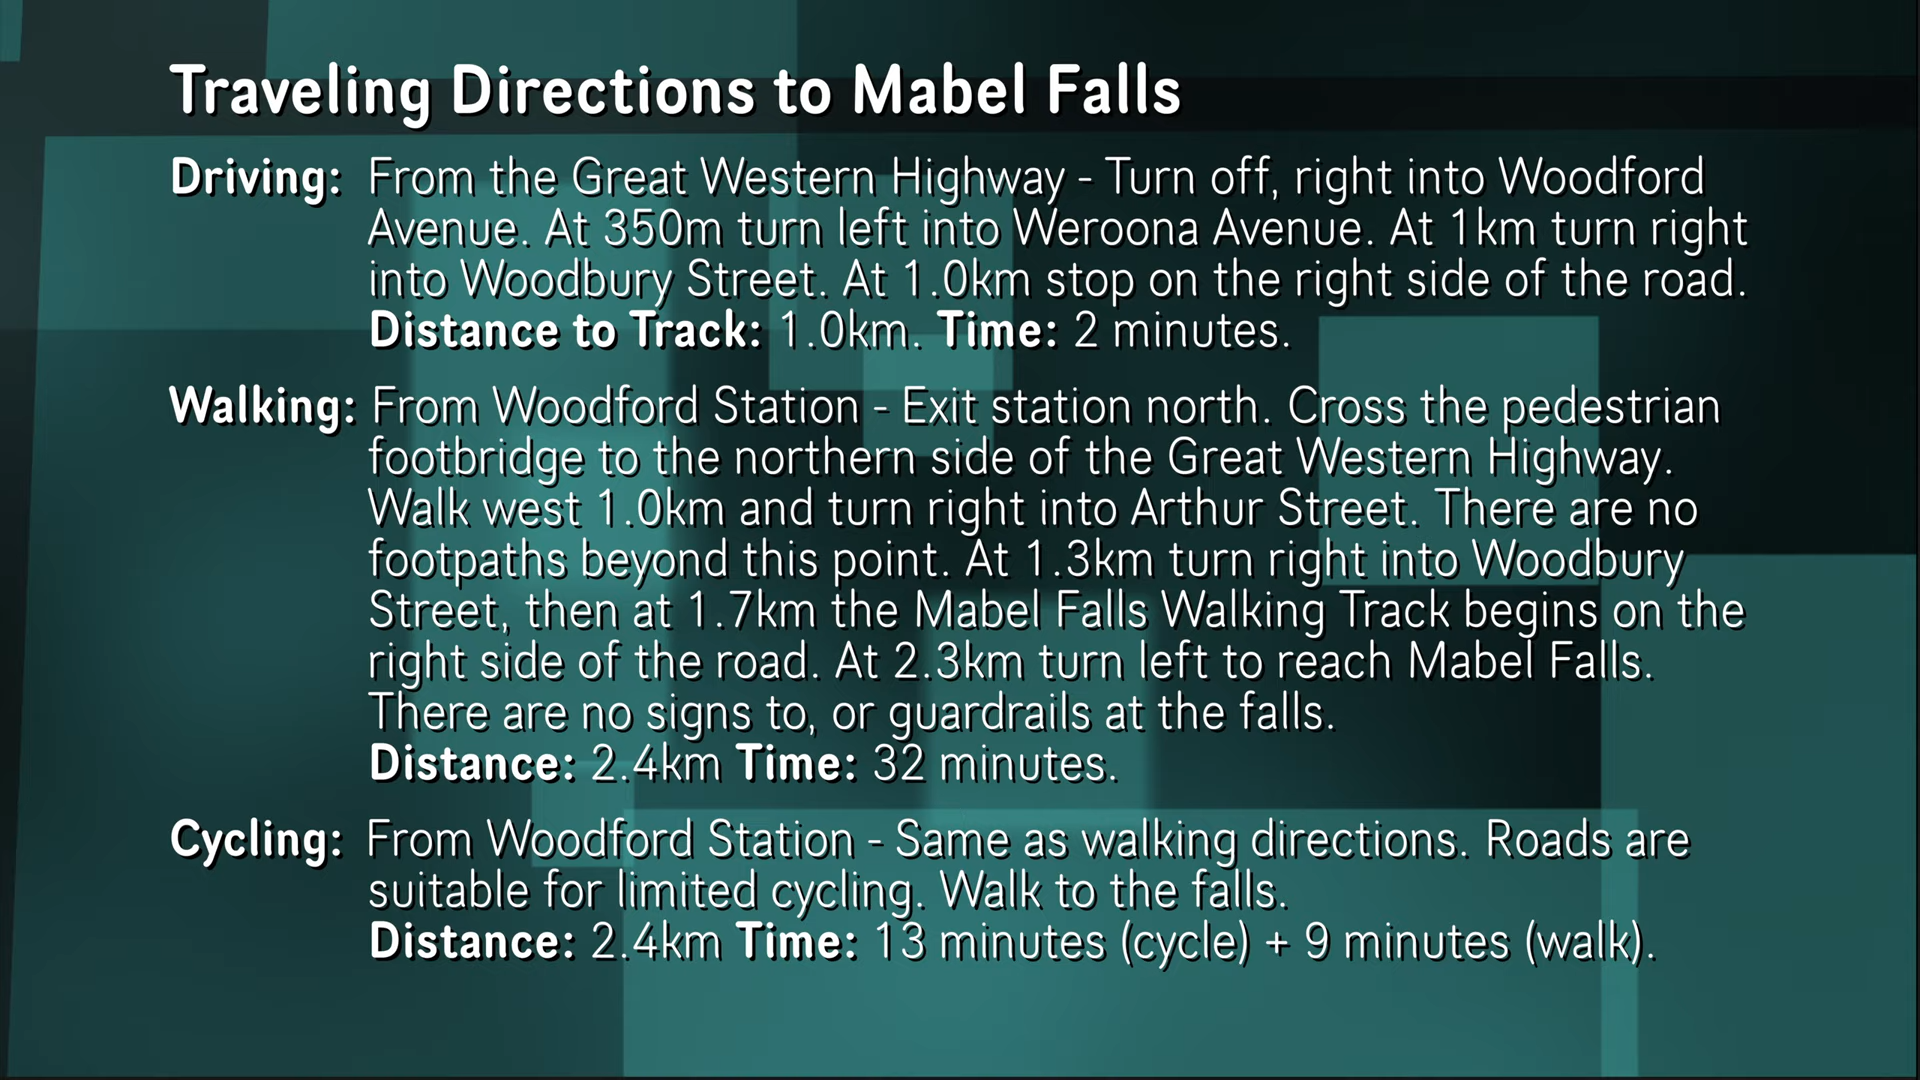 Traveling Directions to Mabel Falls
Driving: From the Great Western Highway - Turn off, right into Woodford
Avenue. At 350m turn left into Weroona Avenue. At 1km turn right
into Woodbury Street. At 1.0km stop on the right side of the road.
Distance to Track: 1.0km. Time: 2 minutes.
Walking: From Woodford Station - Exit station north. Cross the pedestrian
footbridge to the northern side of the Great Western Highway.
Walk west 1.0km and turn right into Arthur Street. There are no
footpaths beyond this point. At 1.3km turn right into Woodbury
Street, then at 1.7km the Mabel Falls Walking Track begins on the
right side of the road. At 2.3km turn left to reach Mabel Falls.
There are no signs to, or guardrails at the falls.
Distance: 2.4km Time: 32 minutes.
Cycling: From Woodford Station - Same as walking directions. Roads are
suitable for limited cycling. Walk to the falls.
Distance: 2.4km Time: 13 minutes (cycle) + 9 minutes (walk).